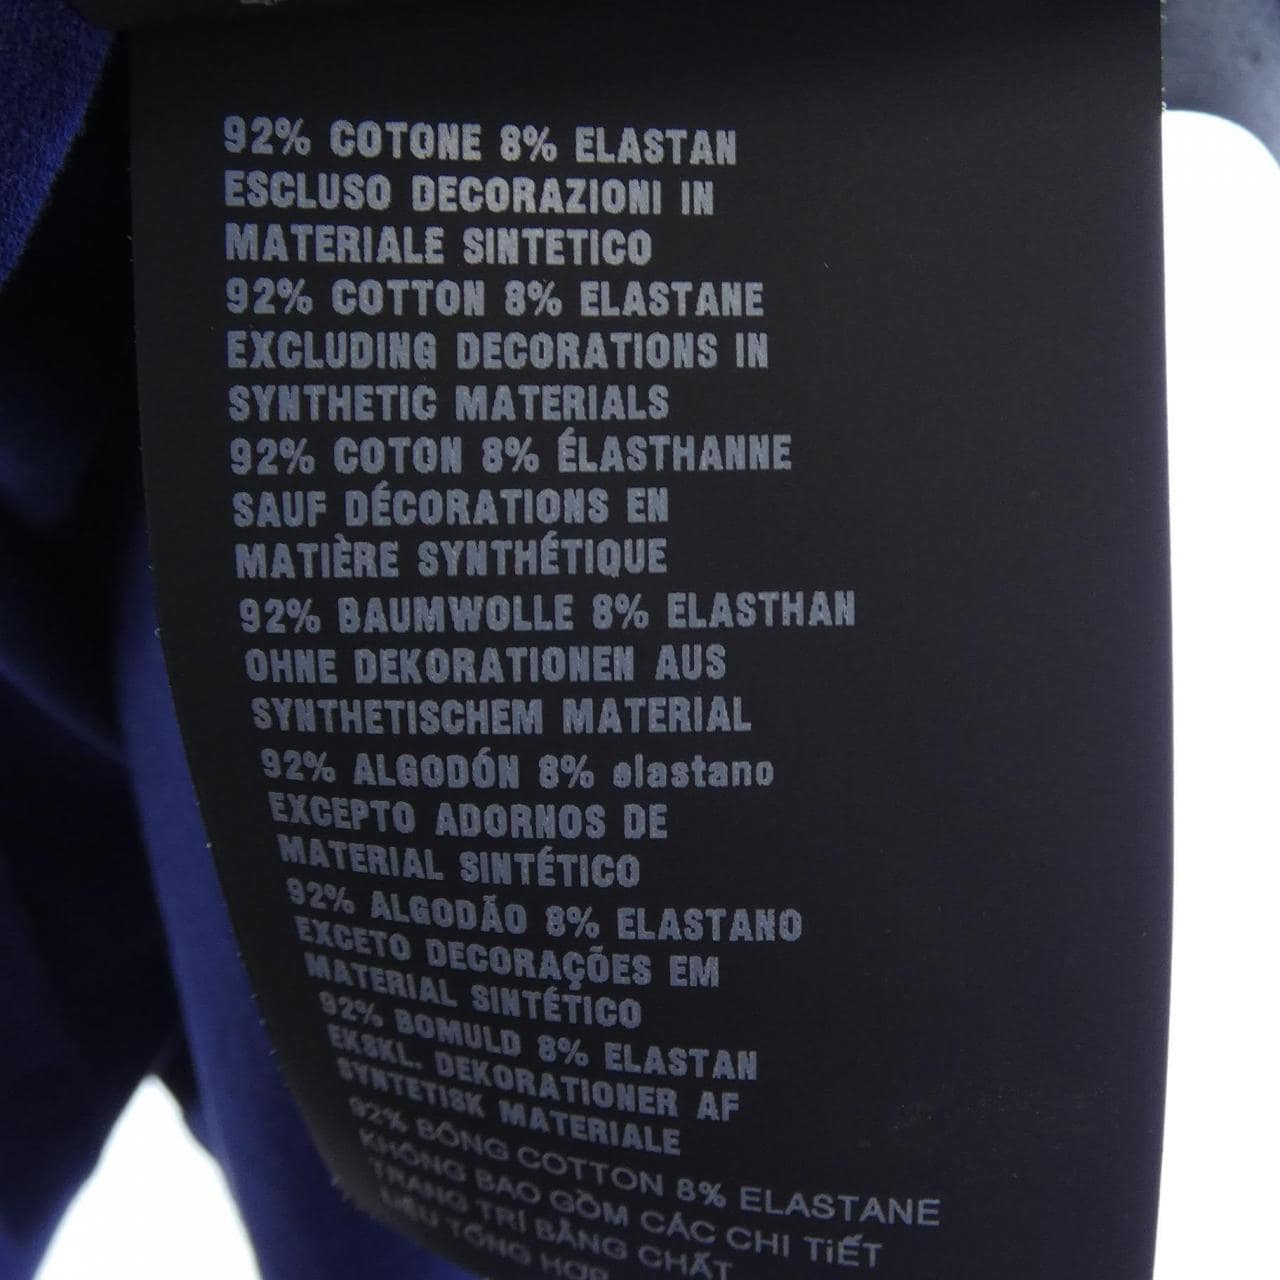 92% COTONE 8% ELASTAN
ESCLUSO DECORAZIONI IN
MATERIALE SINTETICO
92% COTTON 8% ELASTANE
EXCLUDING DECORATIONS IN
SYNTHETIC MATERIALS
92% COTON 8% ÉLASTHANNE
SAUF DÉCORATIONS EN
MATIÈRE SYNTHÉTIQUE
92% BAUMWOLLE 8% ELASTHAN
OHNE DEKORATIONEN AUS
SYNTHETISCHEM MATERIAL
92% ALGODÓN 8% elastano
EXCEPTO ADORNOS DE
MATERIAL SINTÉTICO
92% ALGODÃO 8% ELASTANO
EXCETO DECORAÇÕES EM
MATERIAL SINTÉTICO
92% BOMULD 8% ELASTAN
EKSKL. DEKORATIONER AF
SYNTETISK MATERIALE
92% BÔNG COTTON 8% ELASTANE
KHÔNG BAO GỒM CÁC CHI TIẾT
TRANG TRÍ BẰNG CHẤT
LIỆU TỔNG HỢP